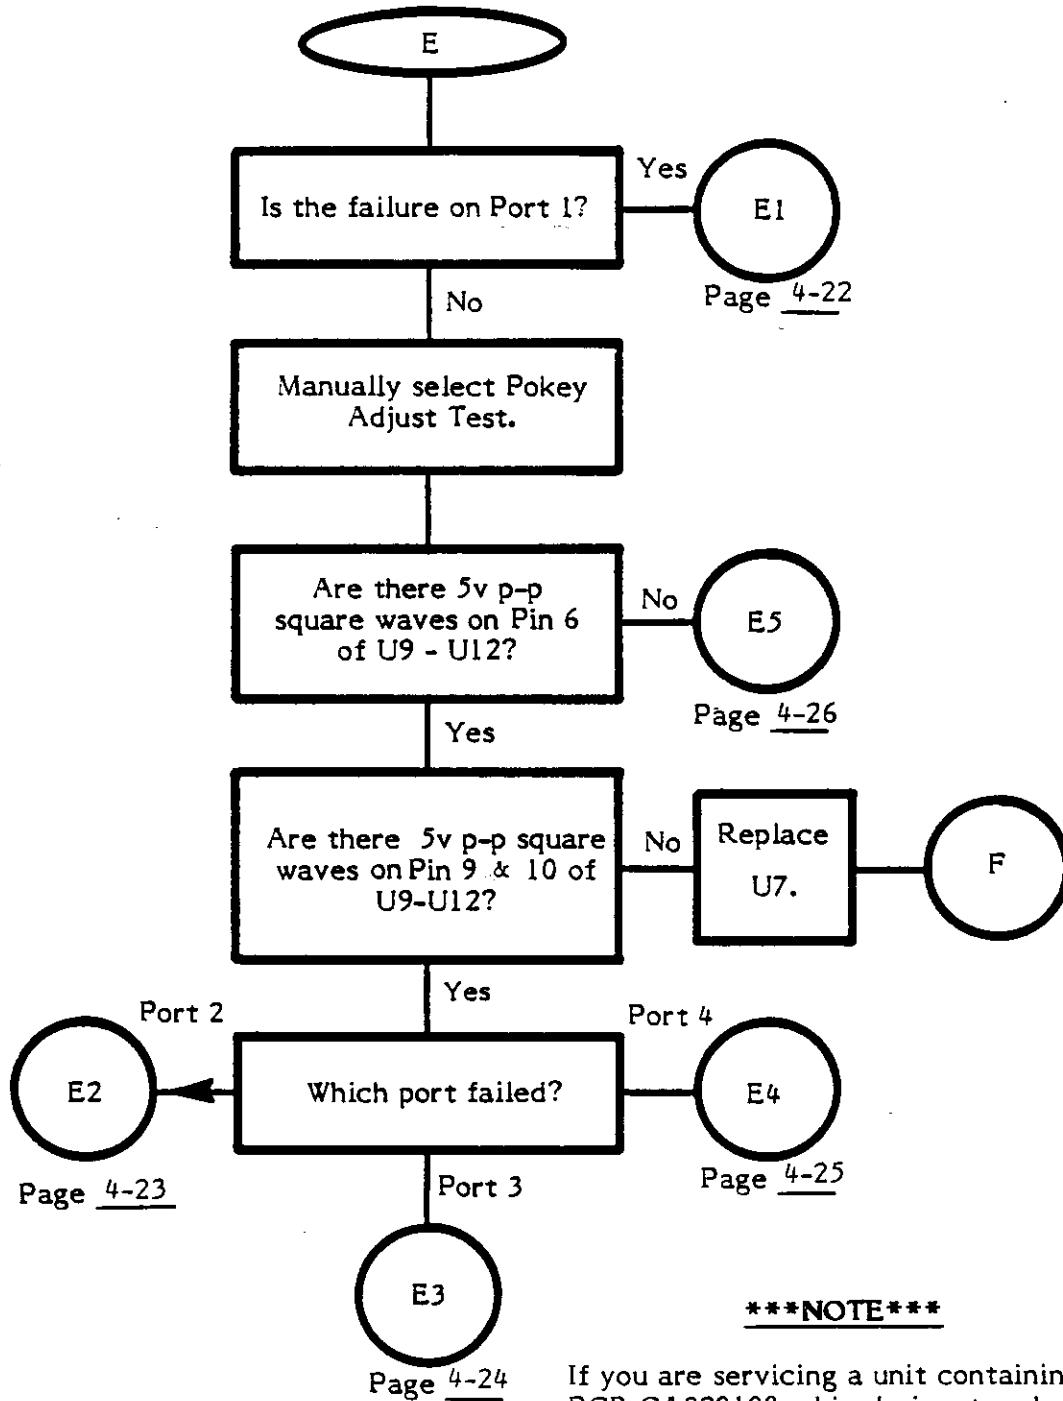 E
Is the failure on Port 1?
Yes
E1
Page 4-22
No
Manually select Pokey
Adjust Test.
Are there 5v p-p
square waves on Pin 6
of U9 - U12?
No
E5
Page 4-26
Yes
Are there 5v p-p square
waves on Pin 9 & 10 of
U9-U12?
No
Replace
U7.
F
Yes
Port 2
Port 4
E2
Which port failed?
E4
Page 4-23
Page 4-25
Port 3
E3
Page 4-24
***NOTE***
If you are servicing a unit containin